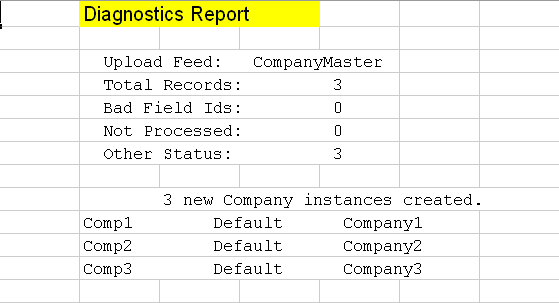 Diagnostics Report
Upload Feed: CompanyMaster
Total Records: 3
Bad Field Ids: 0
Not Processed: 0
Other Status: 3
3 new Company instances created.
Comp1 Default Company1
Comp2 Default Company2
Comp3 Default Company3